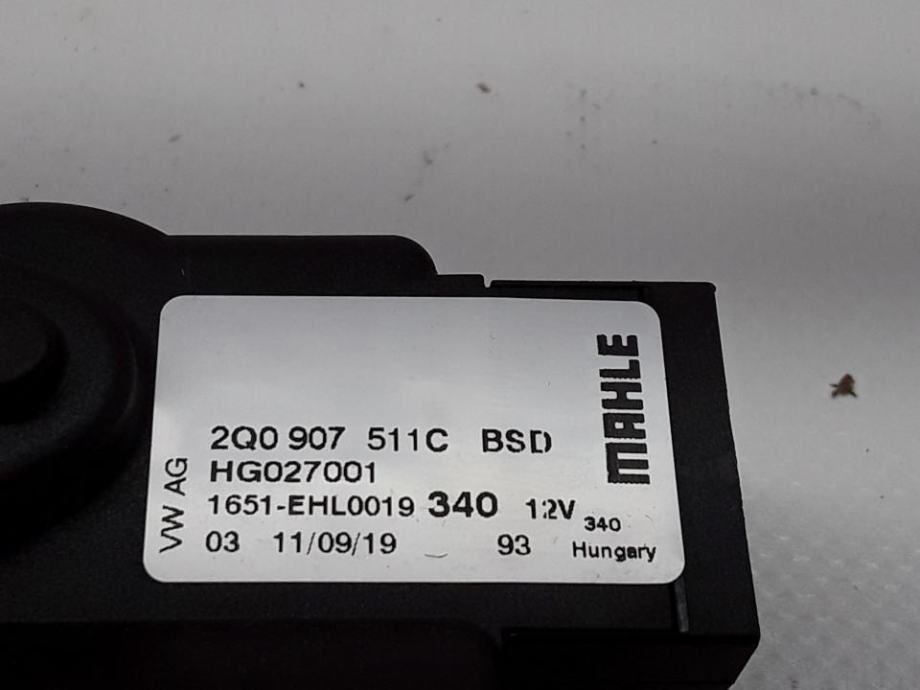 2Q0 907 511C BSD
HG027001
1651-EHL0019 340 12V 340
03 11/09/19 93 Hungary
VW AG
MAHLE